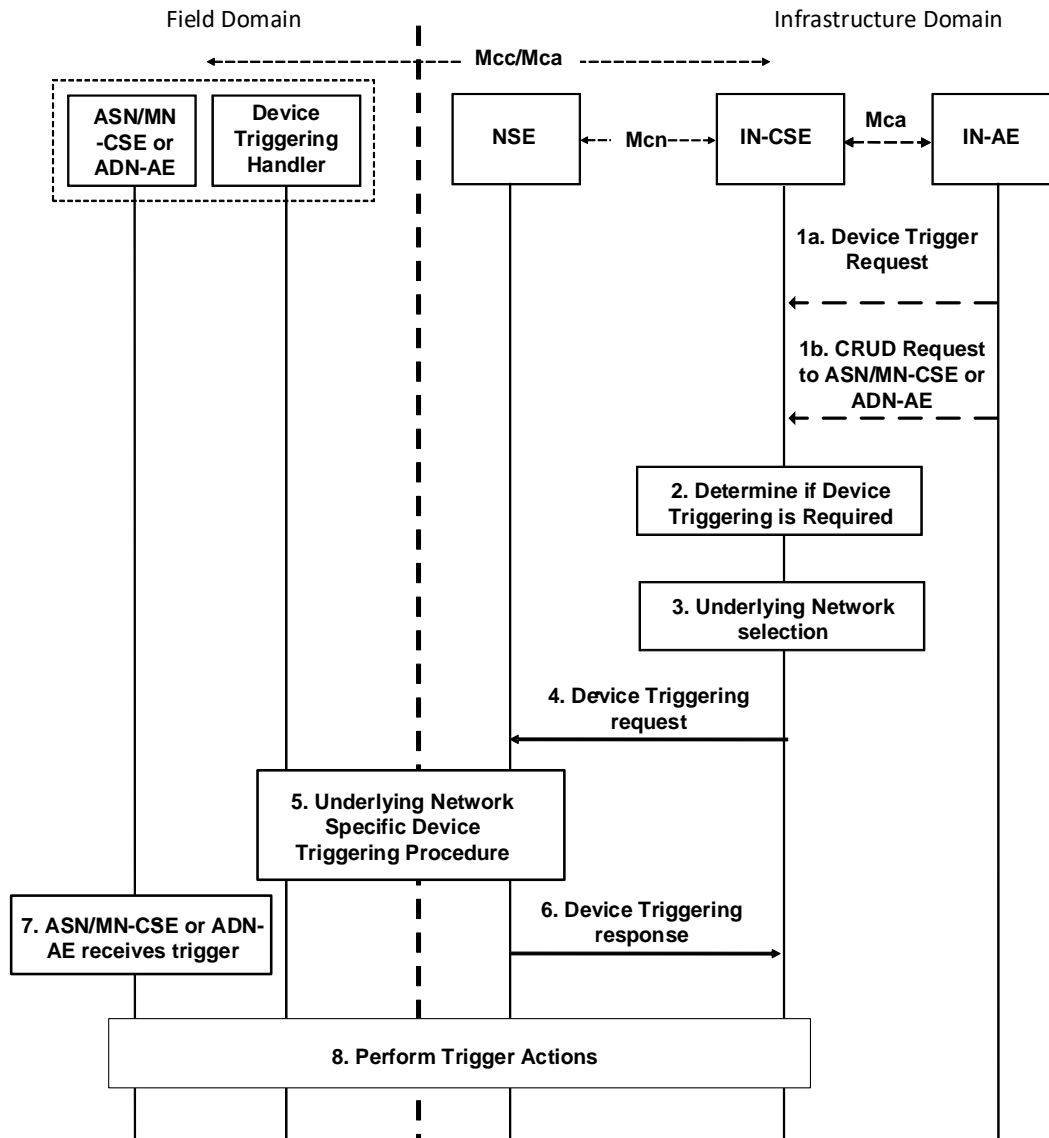 Field Domain
Infrastructure Domain
Mcc/Mca
ASN/MN
-CSE or
ADN-AE
Device
Triggering
Handler
NSE
Mcn
IN-CSE
Mca
IN-AE
1a. Device Trigger
Request
1b. CRUD Request
to ASN/MN-CSE or
ADN-AE
2. Determine if Device
Triggering is Required
3. Underlying Network
selection
4. Device Triggering
request
5. Underlying Network
Specific Device
Triggering Procedure
6. Device Triggering
response
7. ASN/MN-CSE or ADN-
AE receives trigger
8. Perform Trigger Actions